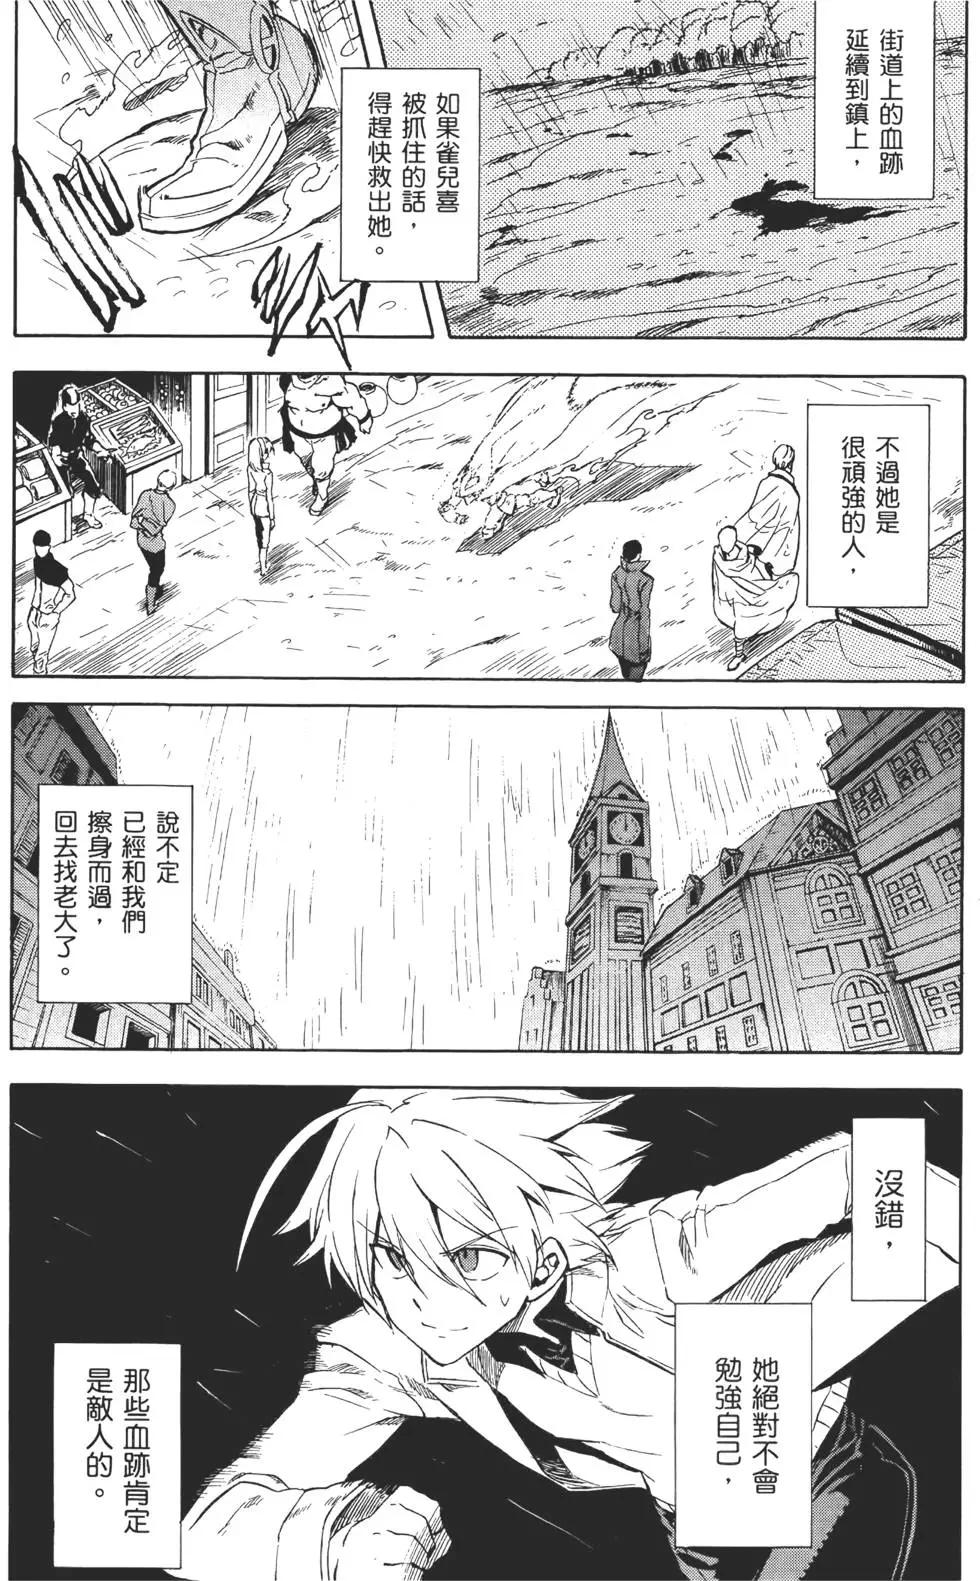 街道上的血跡
延續到鎮上，
如果雀兒喜
被抓住的話，
得趕快救出她。
不過她是
很頑強的人，
說不定
已經和我們
擦身而過，
回去找老大了。
沒錯，
她絕對不會
勉強自己，
那些血跡肯定
是敵人的。